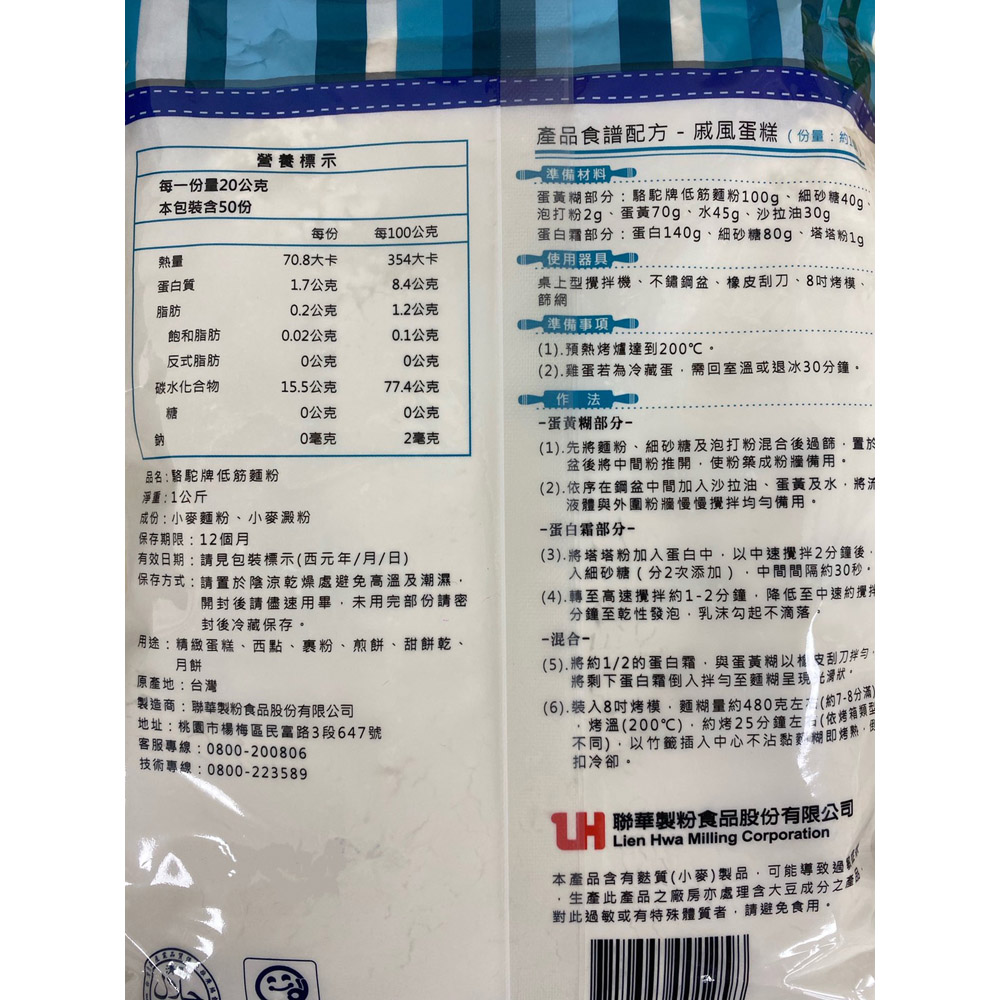 營養標示
每一份量20公克
本包裝含50份
每份 每100公克
熱量 70.8大卡 354大卡
蛋白質 1.7公克 8.4公克
脂肪 0.2公克 1.2公克
飽和脂肪 0.02公克 0.1公克
反式脂肪 0公克 0公克
碳水化合物 15.5公克 77.4公克
糖 0公克 0公克
鈉 0毫克 2毫克
品名:駱駝牌低筋麵粉
淨重:1公斤
成份:小麥麵粉、小麥澱粉
保存期限:12個月
有效日期:請見包裝標示(西元年/月/日)
保存方式:請置於陰涼乾燥處避免高溫及潮濕,
開封後請儘速用畢,未用完部份請密
封後冷藏保存。
用途:精緻蛋糕、西點、裹粉、煎餅、甜餅乾、
月餅
原產地:台灣
製造商:聯華製粉食品股份有限公司
地址:桃園市楊梅區民富路3段647號
客服專線:0800-200806
技術專線:0800-223589
產品食譜配方-戚風蛋糕(份量:約
準備材料
蛋黃糊部分:駱駝牌低筋麵粉100g、細砂糖40g、
泡打粉2g、蛋黃70g、水45g、沙拉油30g
蛋白霜部分:蛋白140g、細砂糖80g、塔塔粉1g
使用器具
桌上型攪拌機、不鏽鋼盆、橡皮刮刀、8吋烤模、
篩網
準備事項
(1).預熱烤爐達到200℃。
(2).雞蛋若為冷藏蛋,需回室溫或退冰30分鐘。
作 法
-蛋黃糊部分-
(1).先將麵粉、細砂糖及泡打粉混合後過篩,置於
盆後將中間粉推開,使粉築成粉牆備用。
(2).依序在鋼盆中間加入沙拉油、蛋黃及水,將流
液體與外圍粉牆慢慢攪拌均勻備用。
-蛋白霜部分-
(3).將塔塔粉加入蛋白中,以中速攪拌2分鐘後,
入細砂糖(分2次添加),中間間隔約30秒。
(4).轉至高速攪拌約1-2分鐘,降低至中速約攪拌
分鐘至乾性發泡,乳沫勾起不滴落
-混合-
(5).將約1/2的蛋白霜,與蛋黃糊以橡皮刮刀拌勻,
將剩下蛋白霜倒入拌勻至麵糊呈現光滑狀。
(6).裝入8吋烤模,麵糊量約480克左右(約7-8分滿)
,烤溫(200℃),約烤25分鐘左右(依烤箱類型
不同),以竹籤插入中心不沾黏麵糊即烤熟,倒
扣冷卻。
LH 聯華製粉食品股份有限公司
Lien Hwa Milling Corporation
本產品含有麩質(小麥)製品,可能導致過
,生產此產品之廠房亦處理含大豆成分之產品
對此過敏或有特殊體質者,請避免食用。